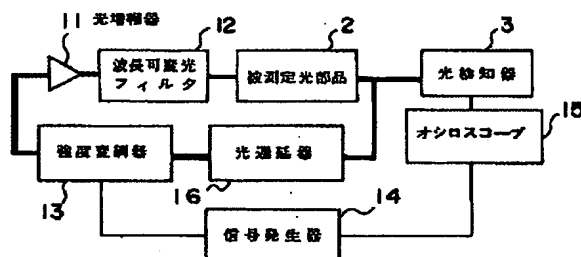 11 光増幅器
12
波長可変光
フィルタ
2
被測定光部品
3
光検知器
15
オシロスコープ
強度変調器
13
光遅延器
16
14
信号発生器